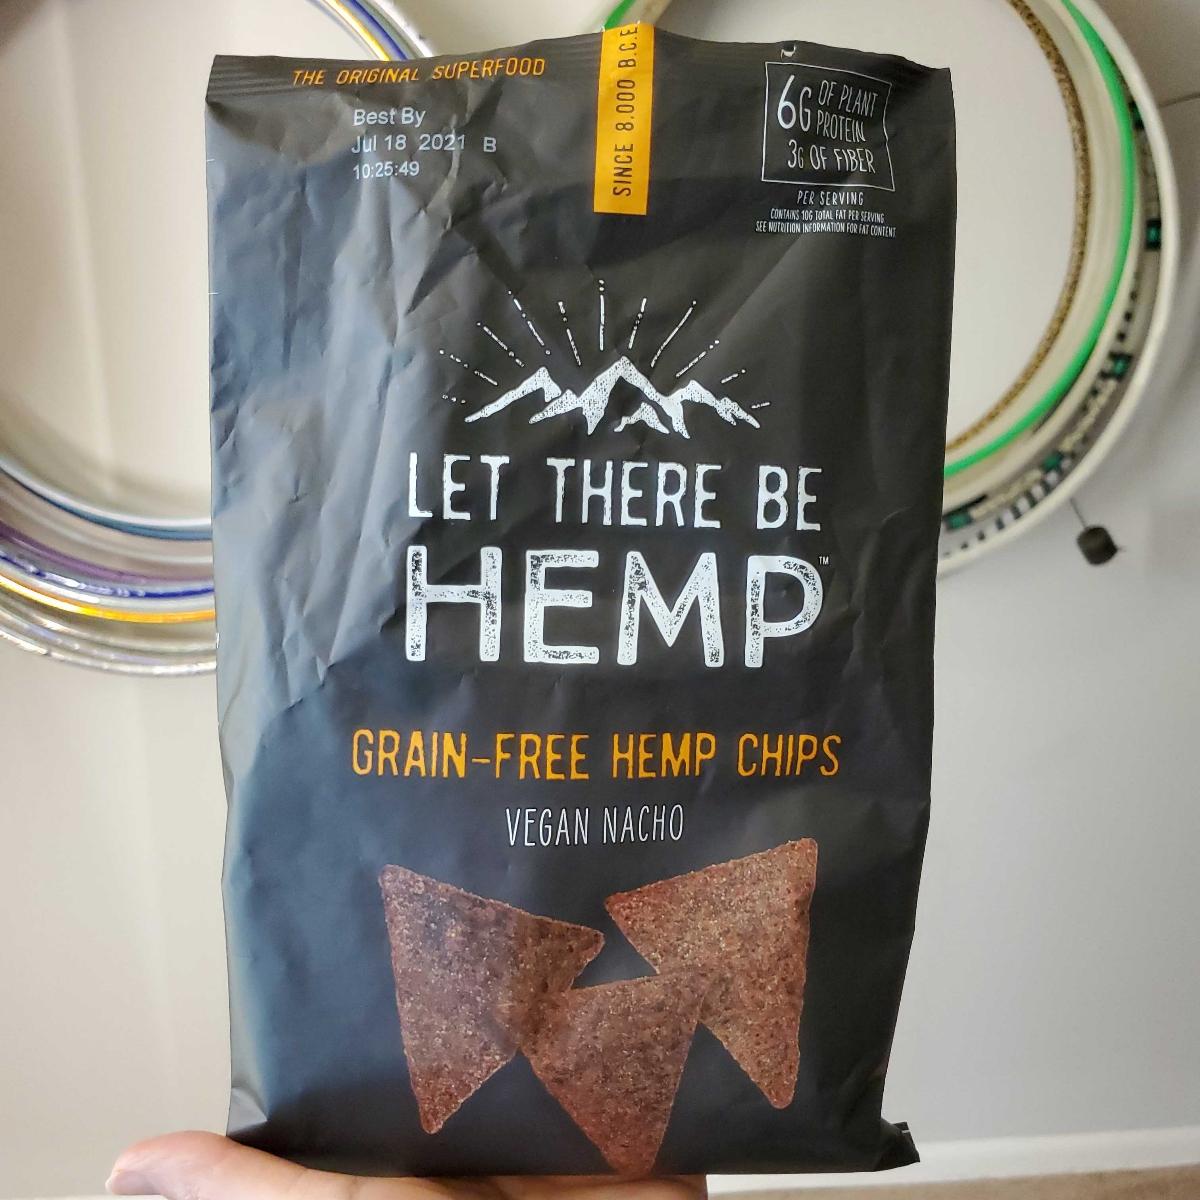 THE ORIGINAL SUPERFOOD
Best By
Jul 18 2021 B
10:25:49
SINCE 8,000 B.C.E.
6G OF PLANT
PROTEIN
3G OF FIBER
PER SERVING
CONTAINS 10G TOTAL FAT PER SERVING
SEE NUTRITION INFORMATION FOR FAT CONTENT
LET THERE BE
HEMP™
GRAIN-FREE HEMP CHIPS
VEGAN NACHO